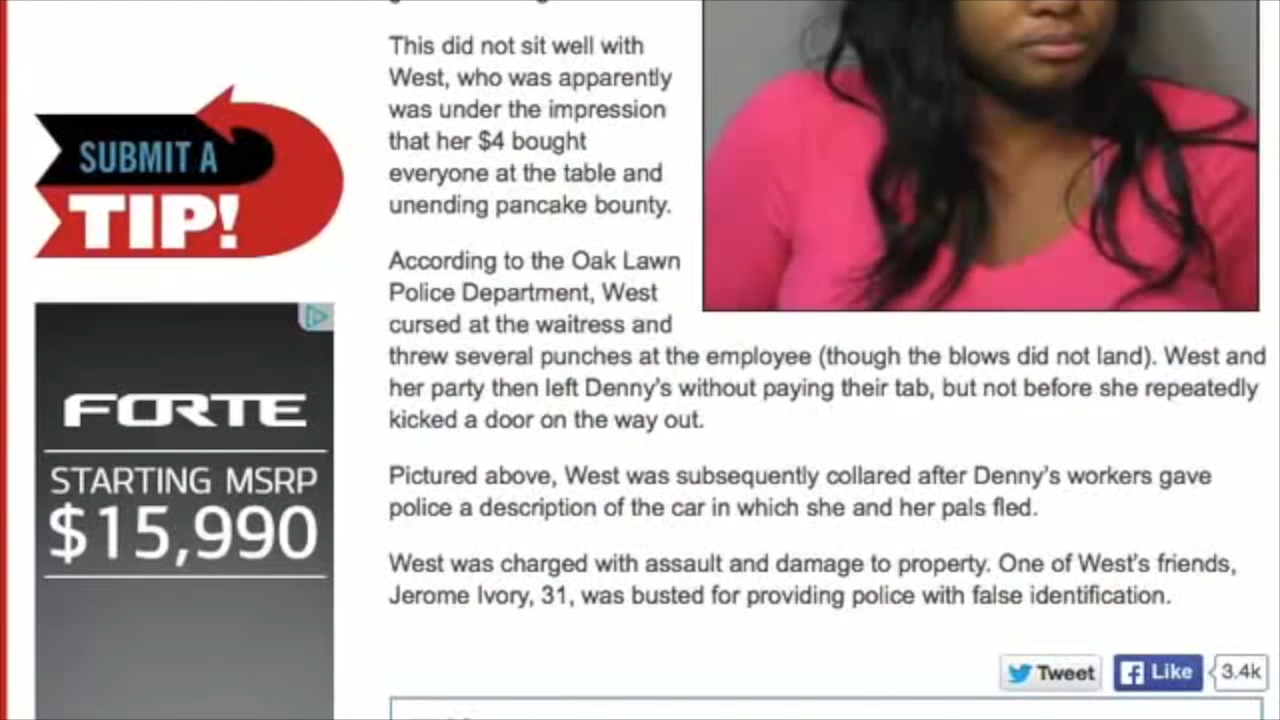 This did not sit well with
West, who was apparently
was under the impression
that her $4 bought
everyone at the table and
unending pancake bounty.
According to the Oak Lawn
Police Department, West
cursed at the waitress and
threw several punches at the employee (though the blows did not land). West and
her party then left Denny's without paying their tab, but not before she repeatedly
kicked a door on the way out.
Pictured above, West was subsequently collared after Denny's workers gave
police a description of the car in which she and her pals fled.
West was charged with assault and damage to property. One of West's friends,
Jerome Ivory, 31, was busted for providing police with false identification.
SUBMIT A
TIP!
FORTE
STARTING MSRP
$15,990
Tweet
Like
3.4k